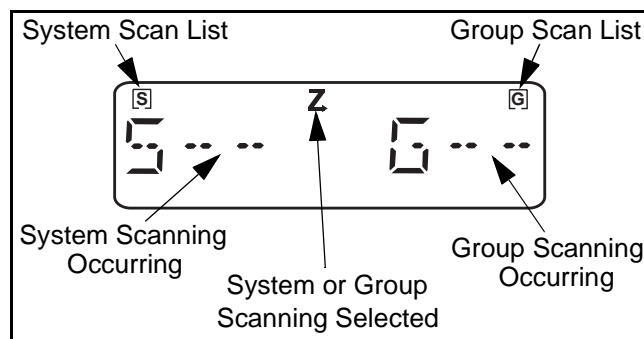 System Scan List
Group Scan List
[S] Z [G]
S -- -- G -- --
System Scanning
Occurring
System or Group
Scanning Selected
Group Scanning
Occurring